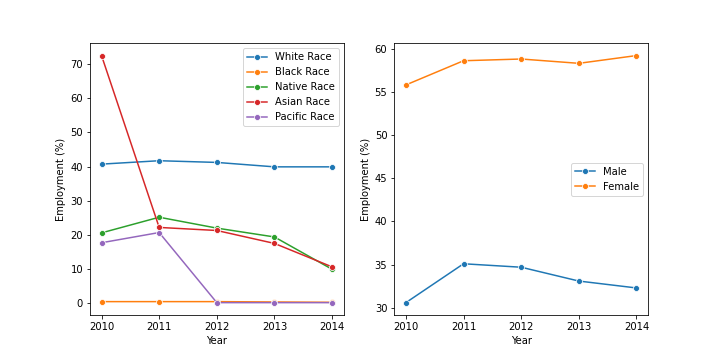 70
60
50
40
30
20
10
0
Employment (%)
2010 2011 2012 2013 2014
Year
White Race
Black Race
Native Race
Asian Race
Pacific Race
60
55
50
45
40
35
30
Employment (%)
2010 2011 2012 2013 2014
Year
Male
Female